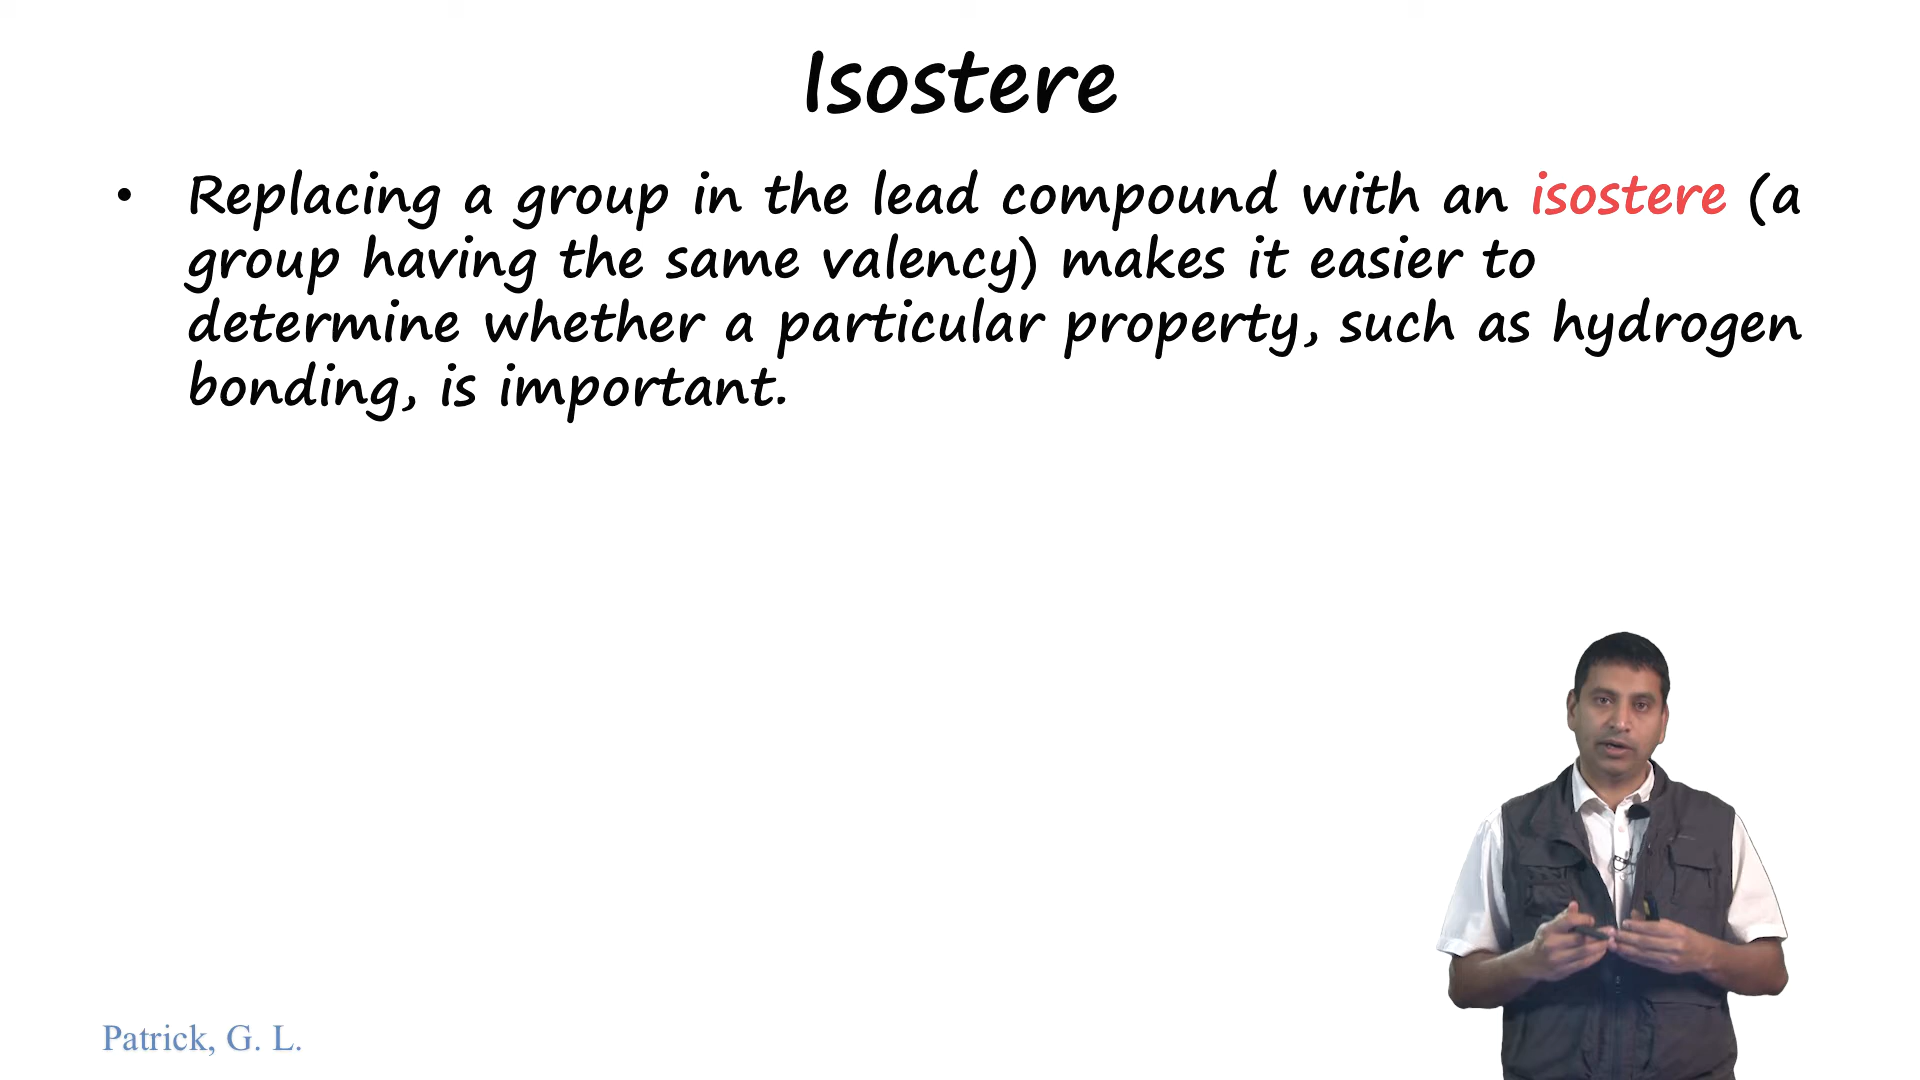 Isostere
• Replacing a group in the lead compound with an isostere (a
group having the same valency) makes it easier to
determine whether a particular property, such as hydrogen
bonding, is important.
Patrick, G. L.